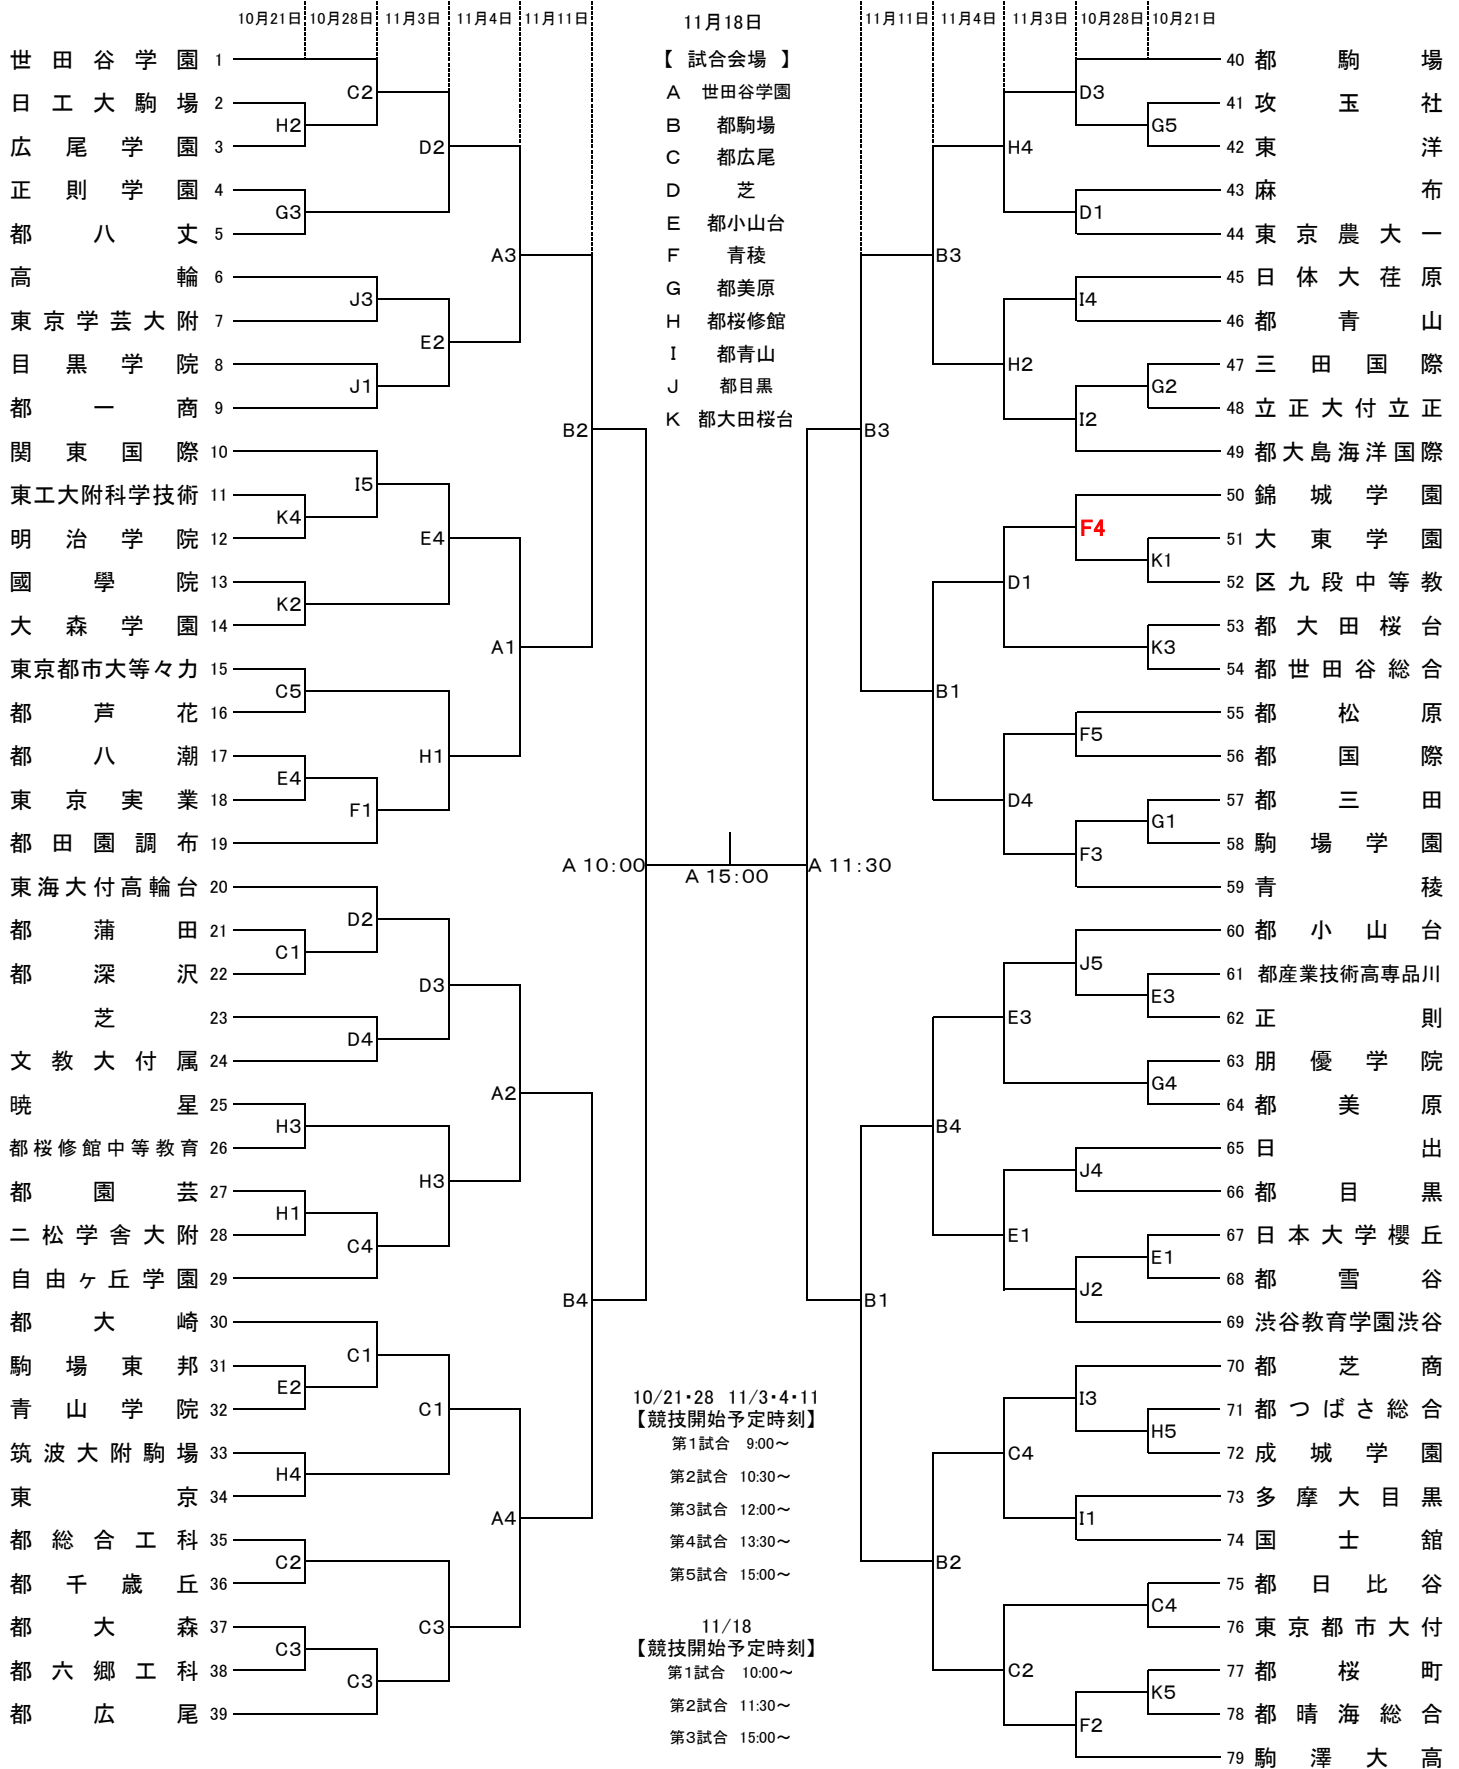 10月21日 10月28日 11月3日 11月4日 11月11日 11月18日 11月11日 11月4日 11月3日 10月28日 10月21日
世田谷学園 1
日工大駒場 2
広尾学園 3
正則学園 4
都八丈 5
高輪 6
東京学芸大附 7
目黒学院 8
都一商 9
関東国際 10
東工大附科学技術 11
明治学院 12
國學院 13
大森学園 14
東京都市大等々力 15
都芦花 16
都八潮 17
東京実業 18
都田園調布 19
東海大付高輪台 20
都蒲田 21
都深沢 22
芝 23
文教大付属 24
暁星 25
都桜修館中等教育 26
都園芸 27
二松学舎大附 28
自由ヶ丘学園 29
都大崎 30
駒場東邦 31
青山学院 32
筑波大附駒場 33
東京 34
都総合工科 35
都千歳丘 36
都大森 37
都六郷工科 38
都広尾 39
H2
G3
K4
K2
C5
E4
C1
H3
H1
E2
H4
C2
C3
C2
J3
J1
I5
F1
D2
D4
C4
C1
C3
D2
E2
E4
H1
D3
H3
C1
C3
A3
A1
A2
A4
B2
B4
【 試合会場 】
A 世田谷学園
B 都駒場
C 都広尾
D 芝
E 都小山台
F 青稜
G 都美原
H 都桜修館
I 都青山
J 都目黒
K 都大田桜台
A 10:00
A 15:00
A 11:30
10/21・28 11/3・4・11
【競技開始予定時刻】
第1試合 9:00～
第2試合 10:30～
第3試合 12:00～
第4試合 13:30～
第5試合 15:00～
11/18
【競技開始予定時刻】
第1試合 10:00～
第2試合 11:30～
第3試合 15:00～
B3
B1
B3
B1
B4
B2
H4
H2
D1
D4
E3
E1
C4
C2
D3
D1
I4
I2
F4
F5
F3
J5
J4
J2
I3
I1
F2
G5
G2
K1
K3
G1
E3
G4
E1
H5
C4
K5
40 都駒場
41 攻玉社
42 東洋
43 麻布
44 東京農大一
45 日体大荏原
46 都青山
47 三田国際
48 立正大付立正
49 都大島海洋国際
50 錦城学園
51 大東学園
52 区九段中等教
53 都大田桜台
54 都世田谷総合
55 都松原
56 都国際
57 都三田
58 駒場学園
59 青稜
60 都小山台
61 都産業技術高専品川
62 正則
63 朋優学院
64 都美原
65 日出
66 都目黒
67 日本大学櫻丘
68 都雪谷
69 渋谷教育学園渋谷
70 都芝商
71 都つばさ総合
72 成城学園
73 多摩大目黒
74 国士舘
75 都日比谷
76 東京都市大付
77 都桜町
78 都晴海総合
79 駒澤大高